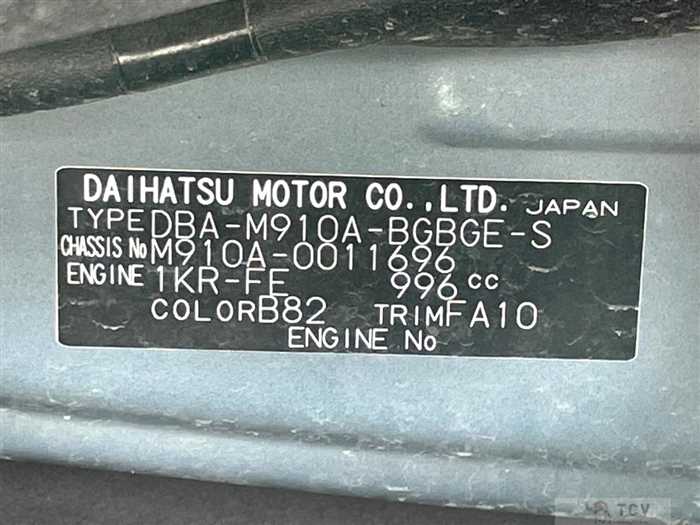 DAIHATSU MOTOR CO.,LTD. JAPAN
TYPE DBA-M910A-BGBGE-S
CHASSIS No M910A-0011696
ENGINE 1KR-FE 996 cc
COLOR B82 TRIM FA10
ENGINE No
TCV